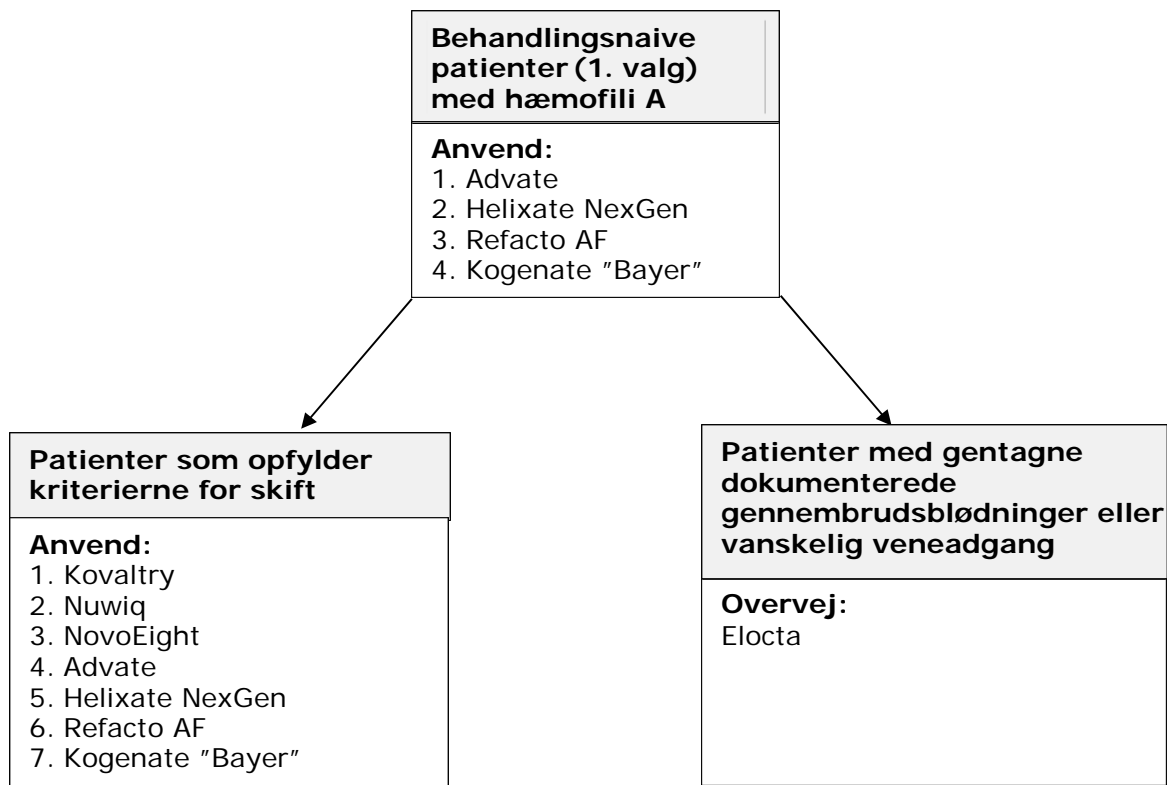 Behandlingsnaive
patienter (1. valg)
med hæmofili A
Anvend:
1. Advate
2. Helixate NexGen
3. Refacto AF
4. Kogenate ”Bayer”
Patienter som opfylder
kriterierne for skift
Anvend:
1. Kovaltry
2. Nuwiq
3. NovoEight
4. Advate
5. Helixate NexGen
6. Refacto AF
7. Kogenate ”Bayer”
Patienter med gentagne
dokumenterede
gennembrudsblødninger eller
vanskelig veneadgang
Overvej:
Elocta